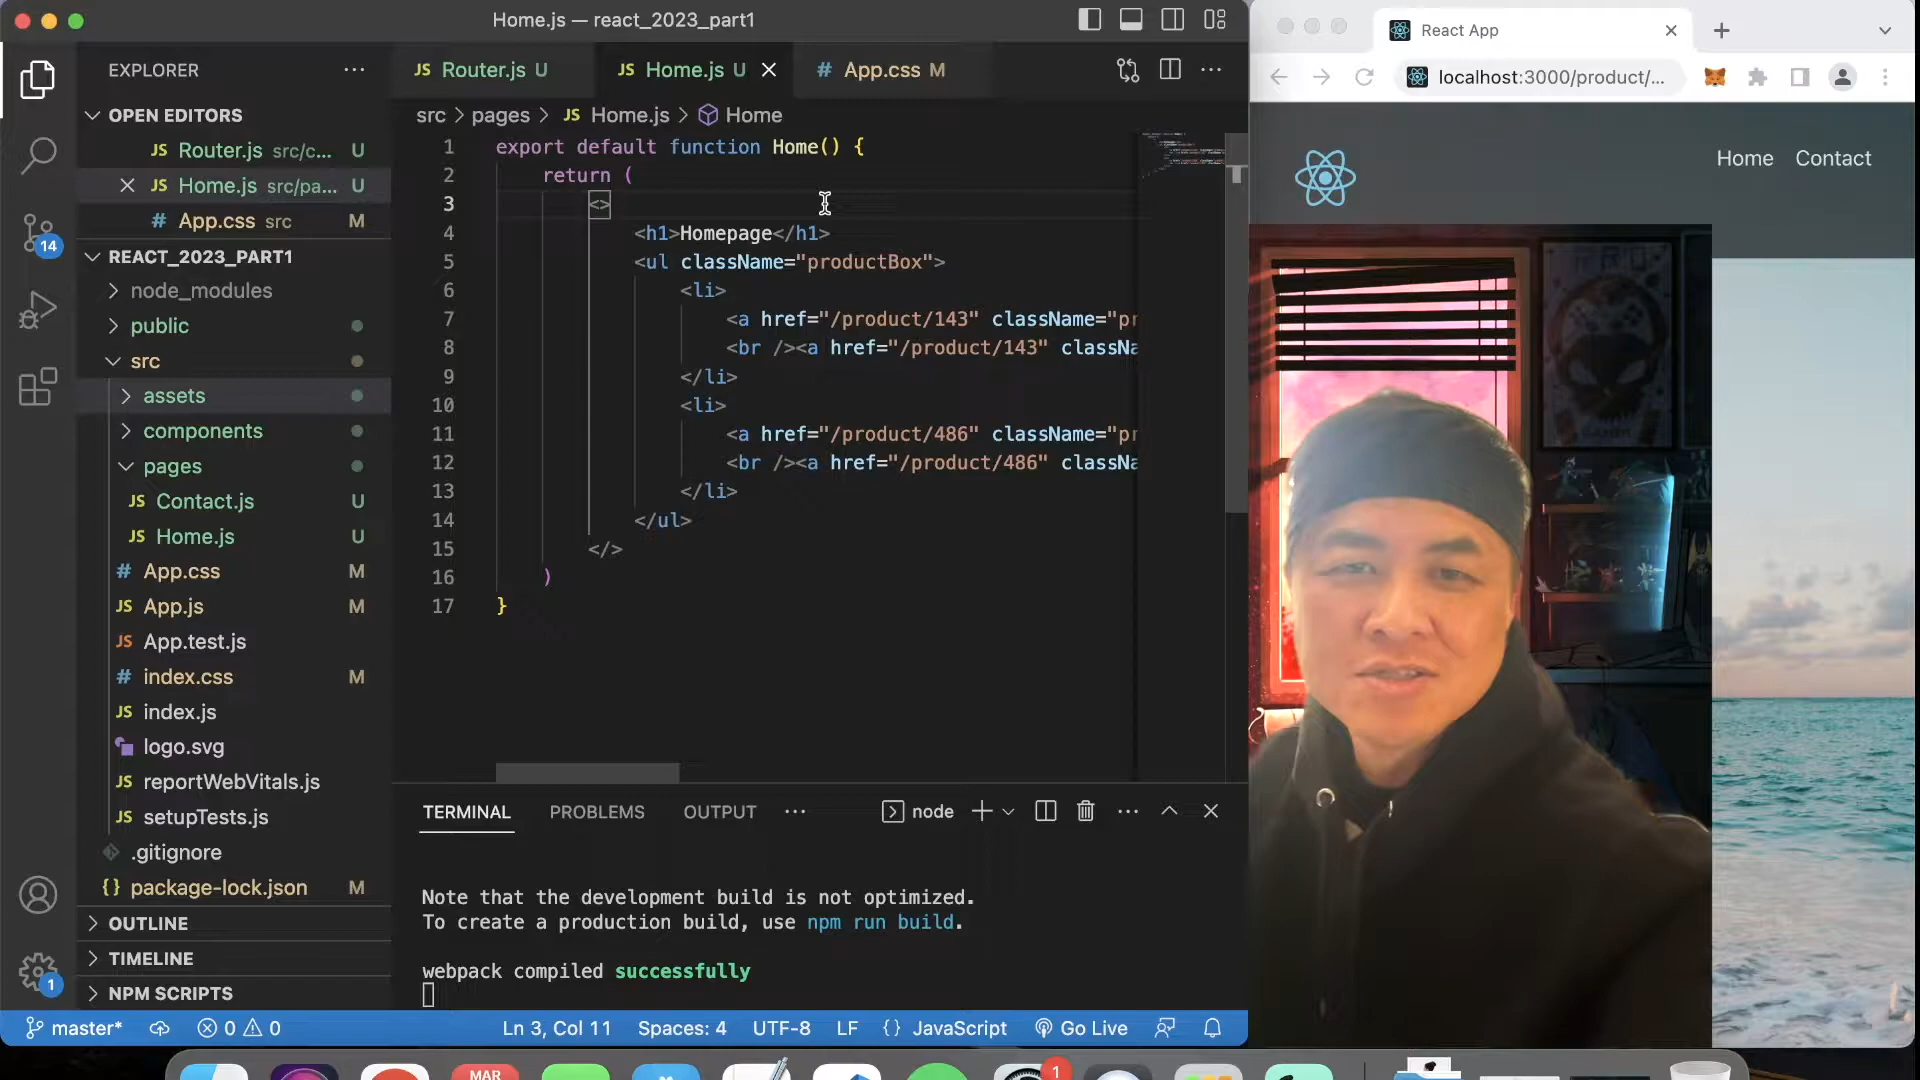 Home.js — react_2023_part1
React App
localhost:3000/product/...
EXPLORER
OPEN EDITORS
JS Router.js src/c... U
JS Home.js src/pa... U
# App.css src M
REACT_2023_PART1
node_modules
public
src
assets
components
pages
JS Contact.js U
JS Home.js U
# App.css M
JS App.js M
JS App.test.js
# index.css M
JS index.js
logo.svg
JS reportWebVitals.js
JS setupTests.js
.gitignore
{} package-lock.json M
OUTLINE
TIMELINE
NPM SCRIPTS
14
1
JS Router.js U
JS Home.js U
# App.css M
src > pages > JS Home.js > Home
1 export default function Home() {
2 return (
3 <>
4 <h1>Homepage</h1>
5 <ul className="productBox">
6 <li>
7 <a href="/product/143" className="pr
8 <br /><a href="/product/143" classNa
9 </li>
10 <li>
11 <a href="/product/486" className="pr
12 <br /><a href="/product/486" classNa
13 </li>
14 </ul>
15 </>
16 )
17 }
TERMINAL PROBLEMS OUTPUT ... node
Note that the development build is not optimized.
To create a production build, use npm run build.
webpack compiled successfully
master* 0 0 Ln 3, Col 11 Spaces: 4 UTF-8 LF {} JavaScript Go Live
Home Contact
MAR
1